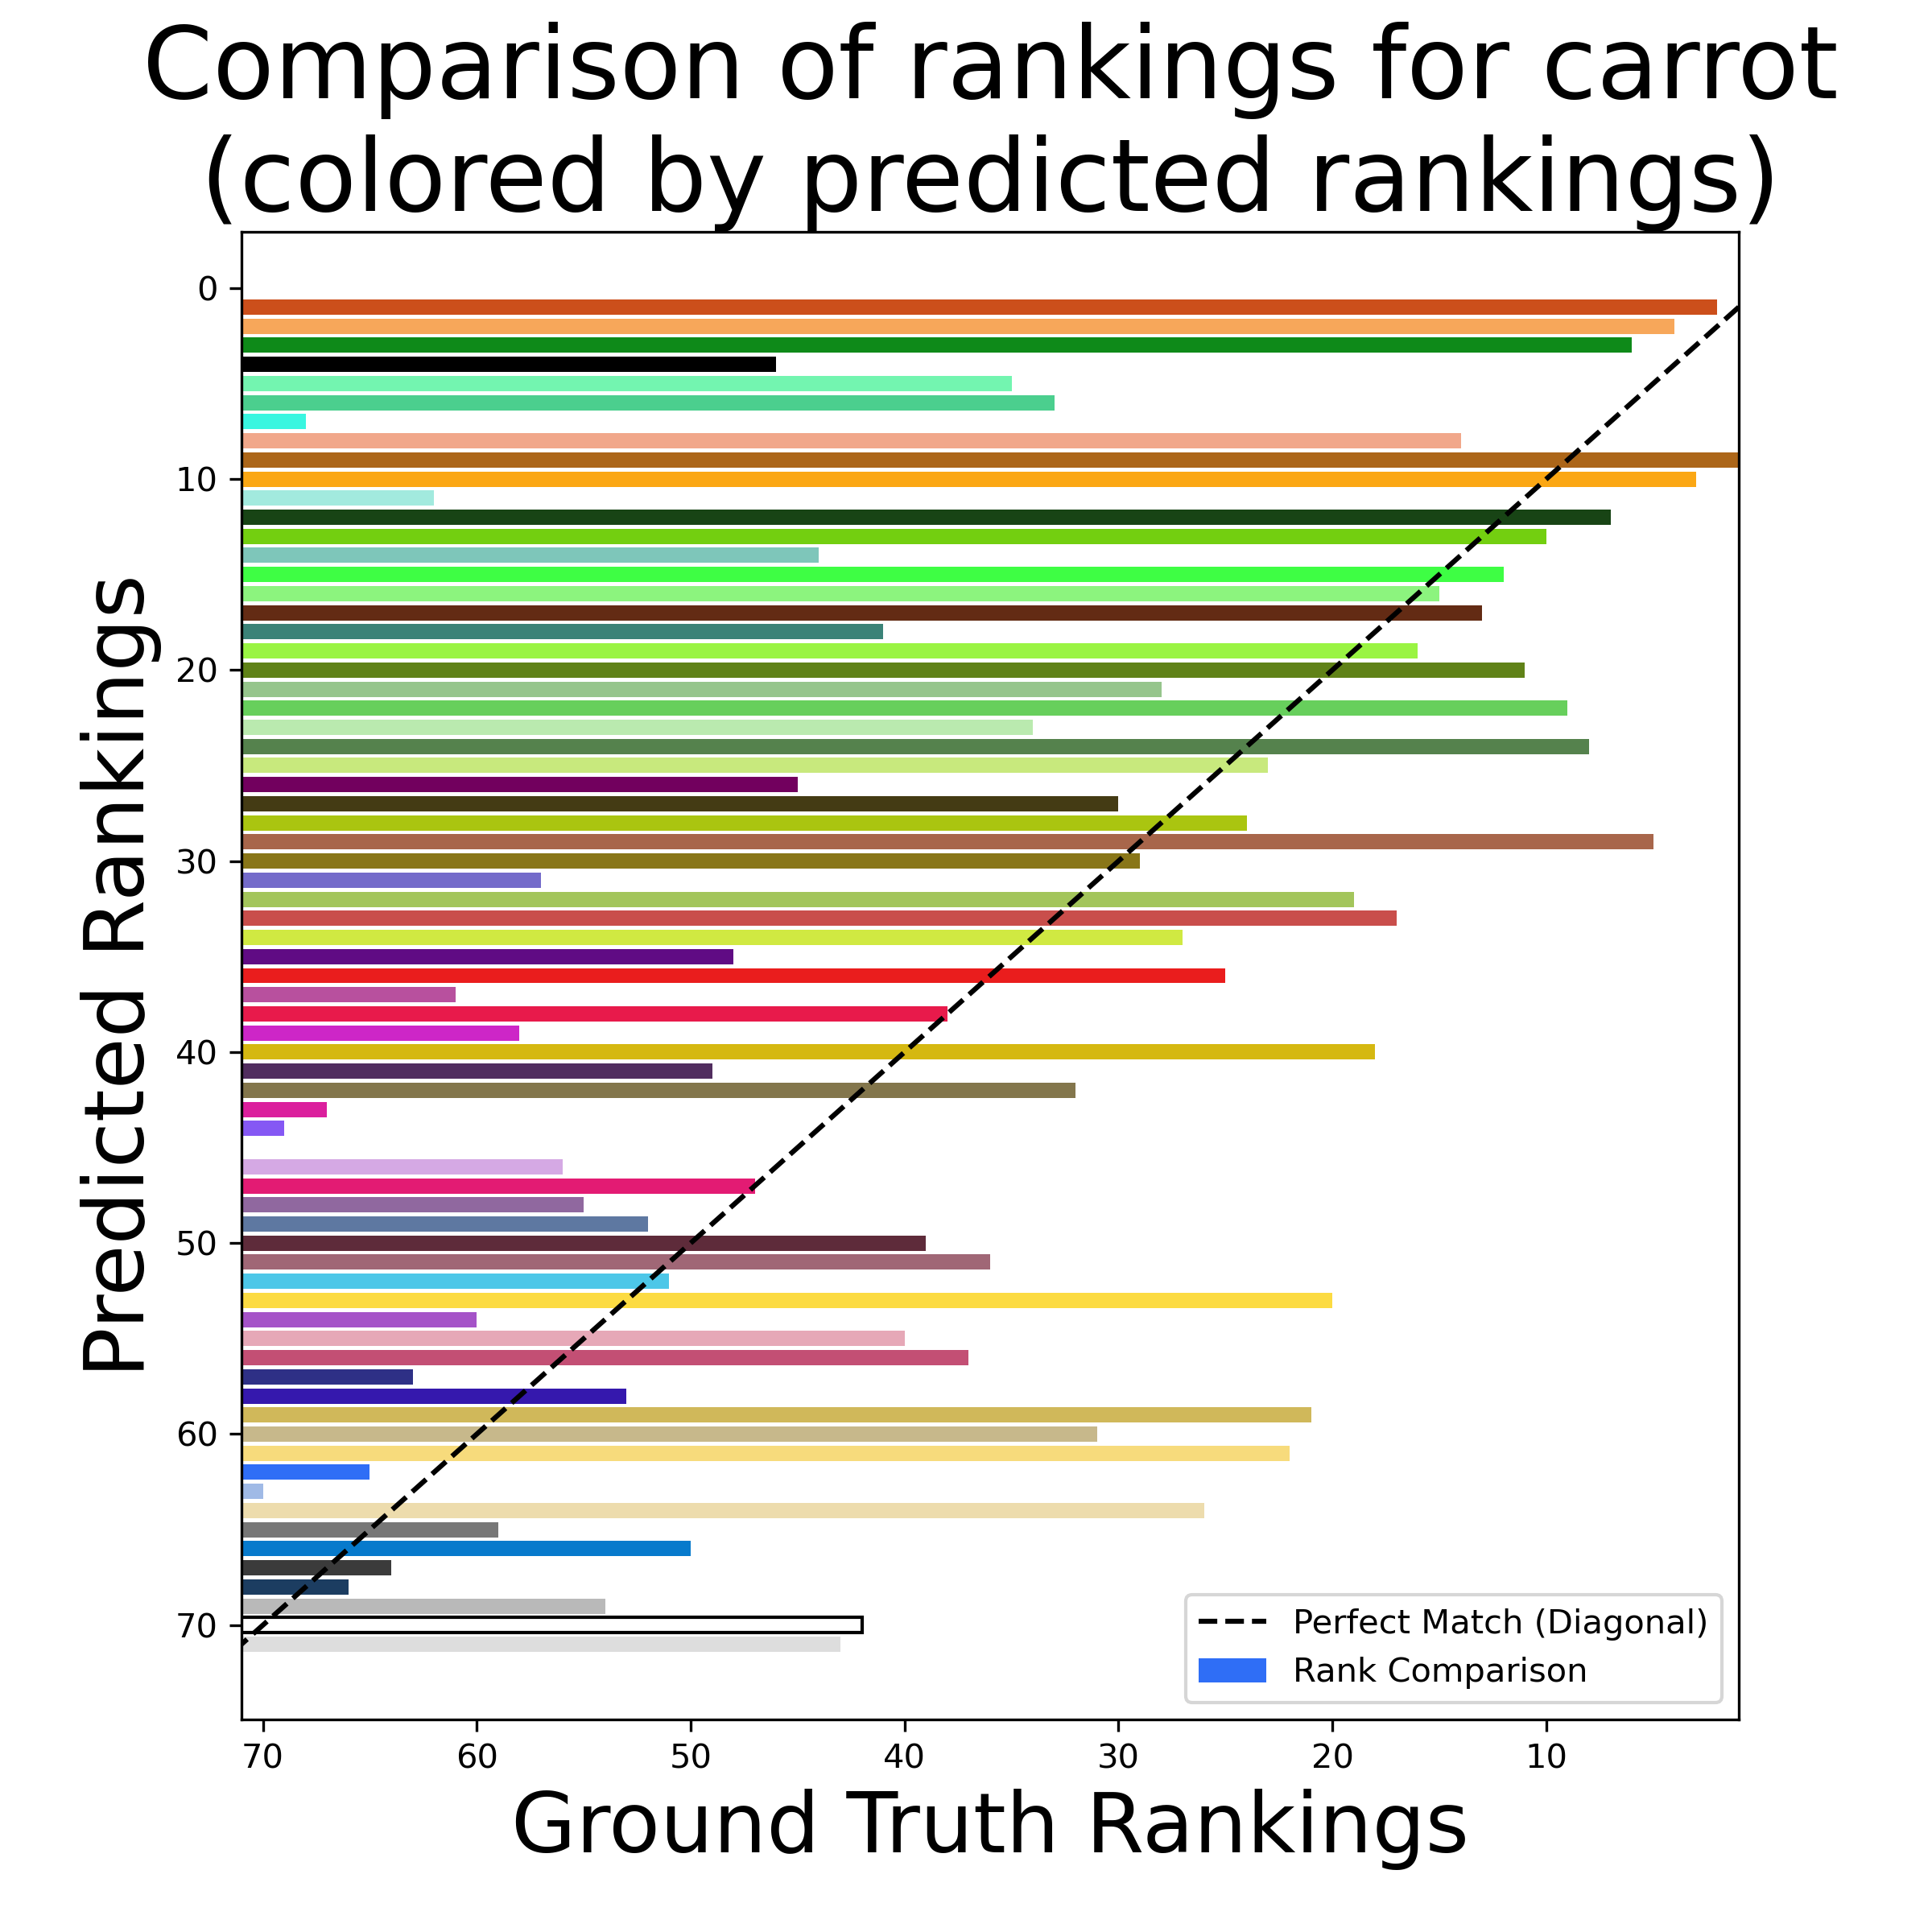 Comparison of rankings for carrot
(colored by predicted rankings)
Predicted Rankings
0
10
20
30
40
50
60
70
70
60
50
40
30
20
10
Ground Truth Rankings
Perfect Match (Diagonal)
Rank Comparison